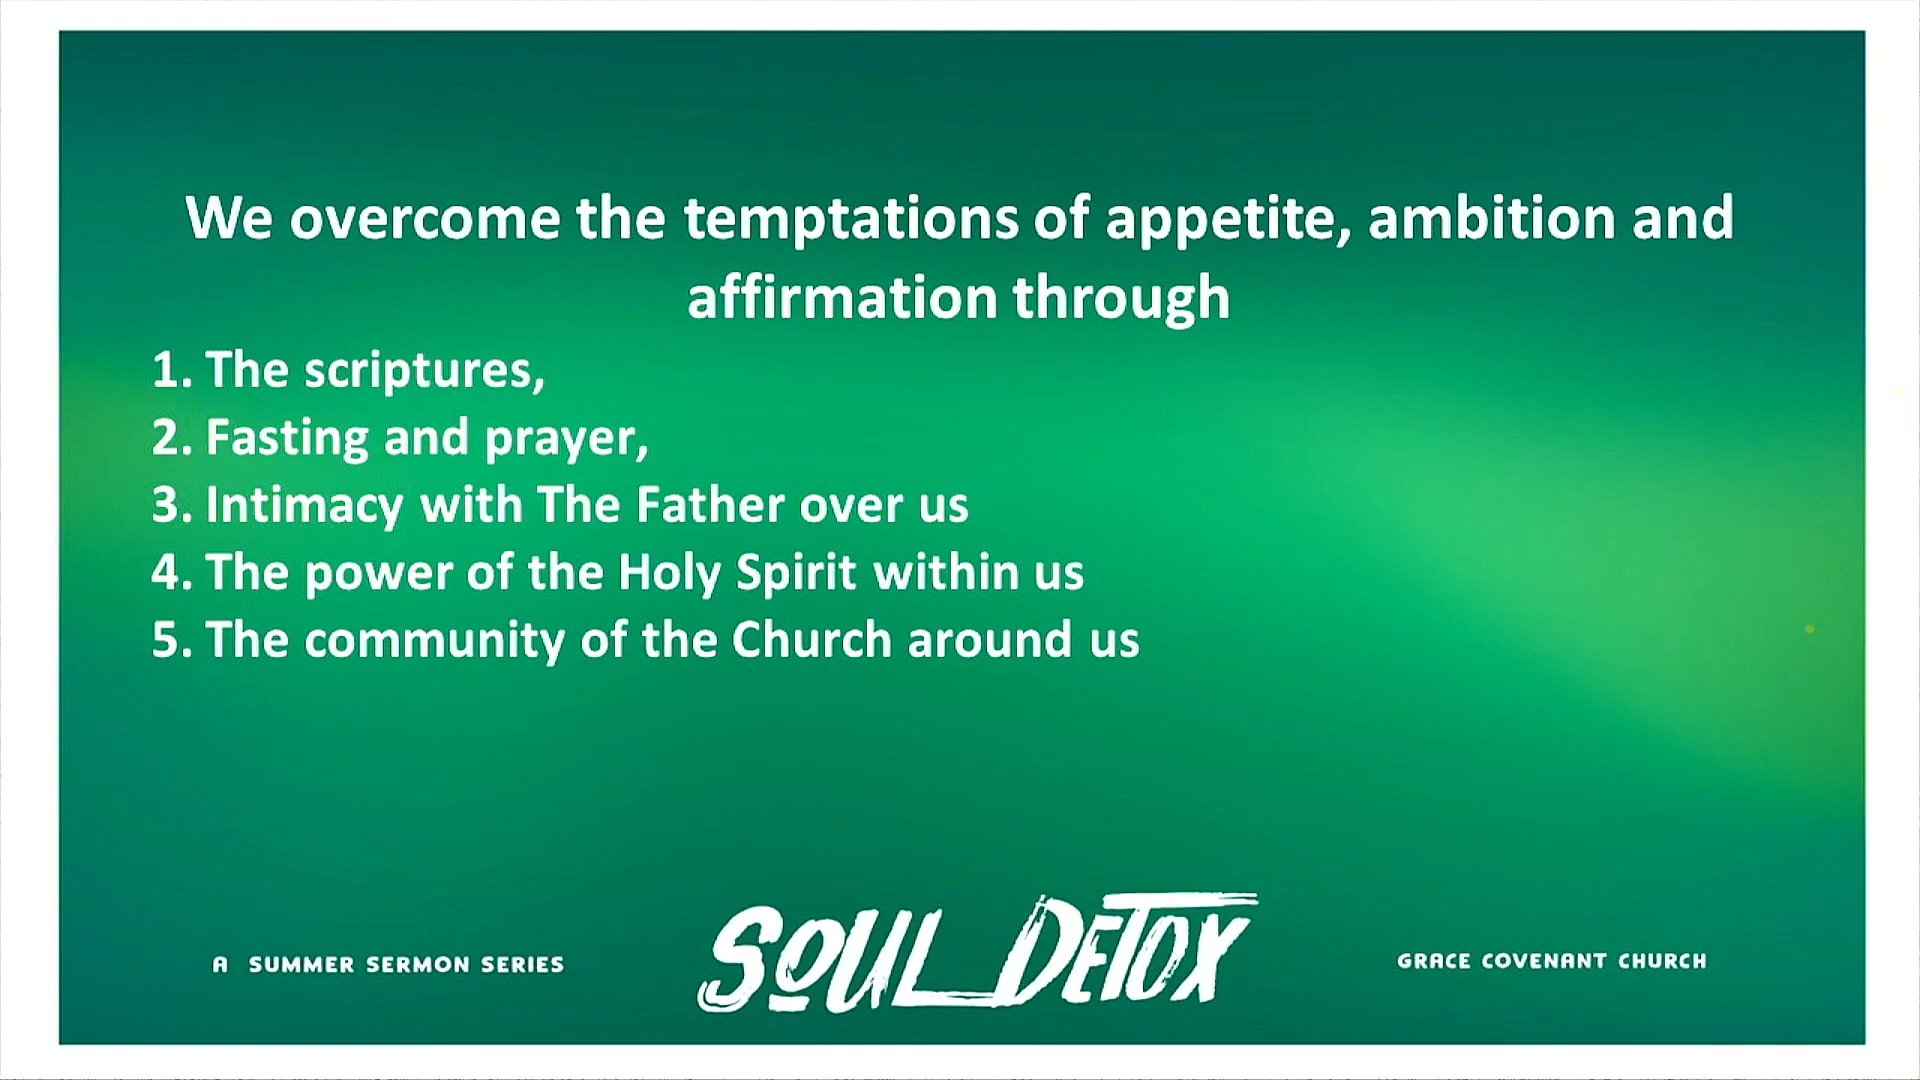 We overcome the temptations of appetite, ambition and
affirmation through
1. The scriptures,
2. Fasting and prayer,
3. Intimacy with The Father over us
4. The power of the Holy Spirit within us
5. The community of the Church around us
A SUMMER SERMON SERIES
SOUL DETOX
GRACE COVENANT CHURCH